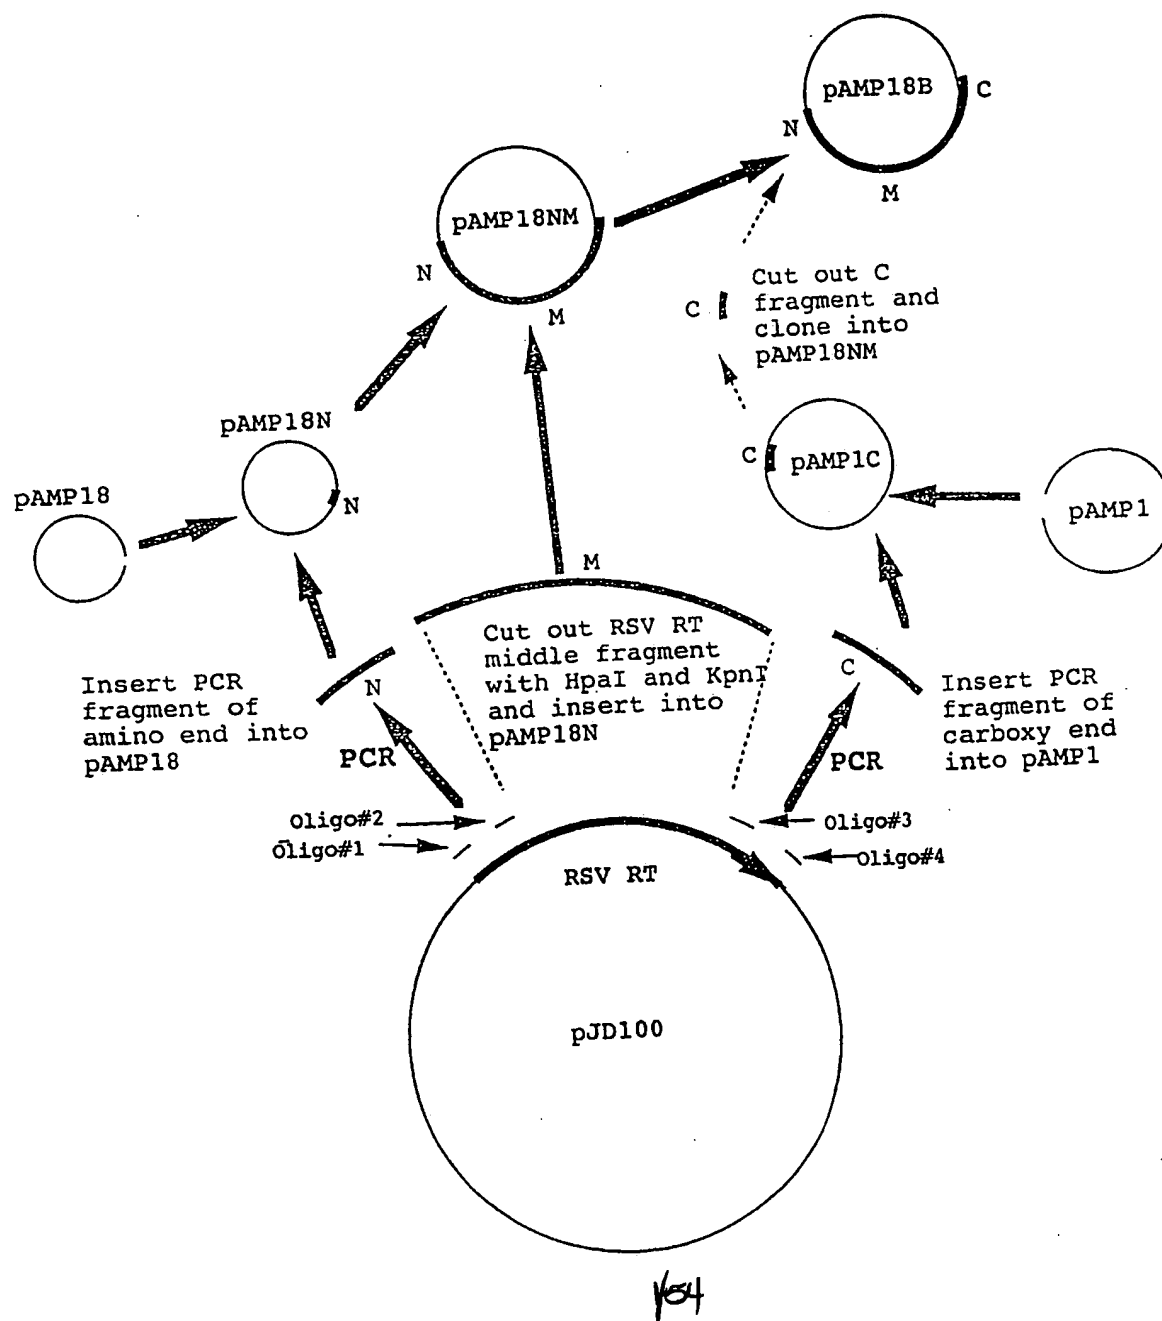 pAMP18B
C
N
M
pAMP18NM
N
M
Cut out C
fragment and
clone into
pAMP18NM
C
pAMP18N
N
pAMP18
C
pAMP1C
pAMP1
M
Cut out RSV RT
middle fragment
with HpaI and KpnI
and insert into
pAMP18N
Insert PCR
fragment of
amino end into
pAMP18
N
PCR
C
PCR
Insert PCR
fragment of
carboxy end
into pAMP1
Oligo#2
Oligo#1
Oligo#3
Oligo#4
RSV RT
pJD100